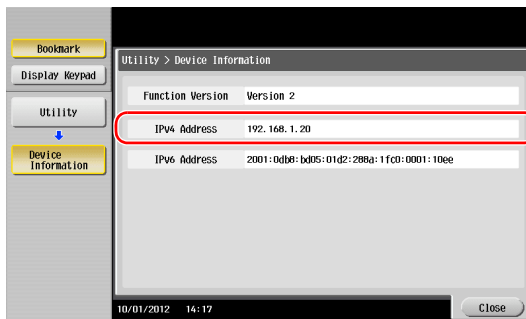 Bookmark
Display Keypad
Utility
Device
Information
Utility > Device Information
Function Version Version 2
IPv4 Address 192.168.1.20
IPv6 Address 2001:0db8:bd05:01d2:288a:1fc0:0001:10ee
10/01/2012 14:17
Close